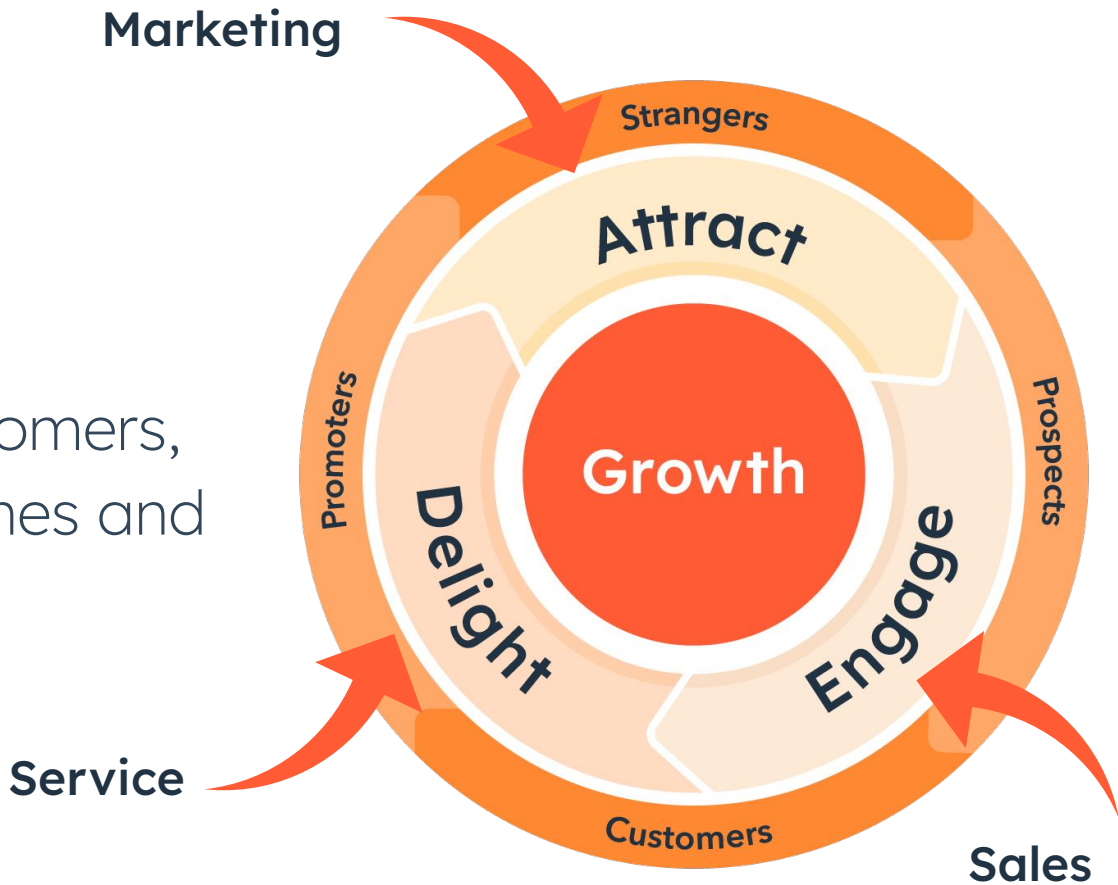 Marketing
Strangers
Attract
Promoters
Prospects
omers,
Growth
nes and
Delight
Engage
Service
Customers
Sales